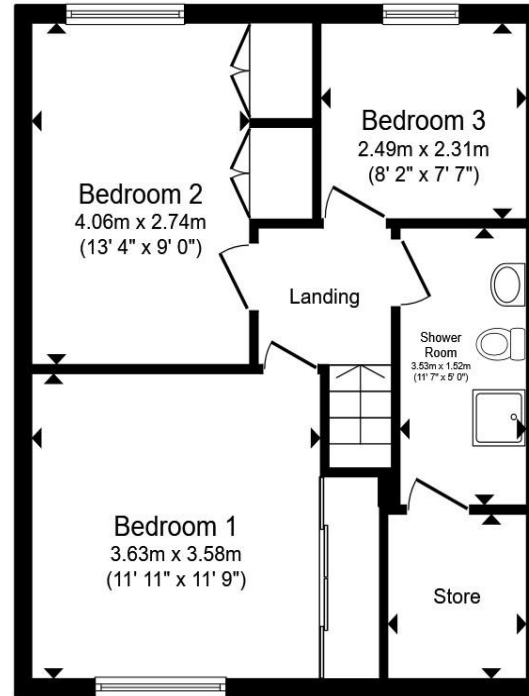 Bedroom 2
4.06m x 2.74m
(13' 4" x 9' 0")
Bedroom 3
2.49m x 2.31m
(8' 2" x 7' 7")
Landing
Shower
Room
3.53m x 1.52m
(11' 7" x 5' 0")
Bedroom 1
3.63m x 3.58m
(11' 11" x 11' 9")
Store